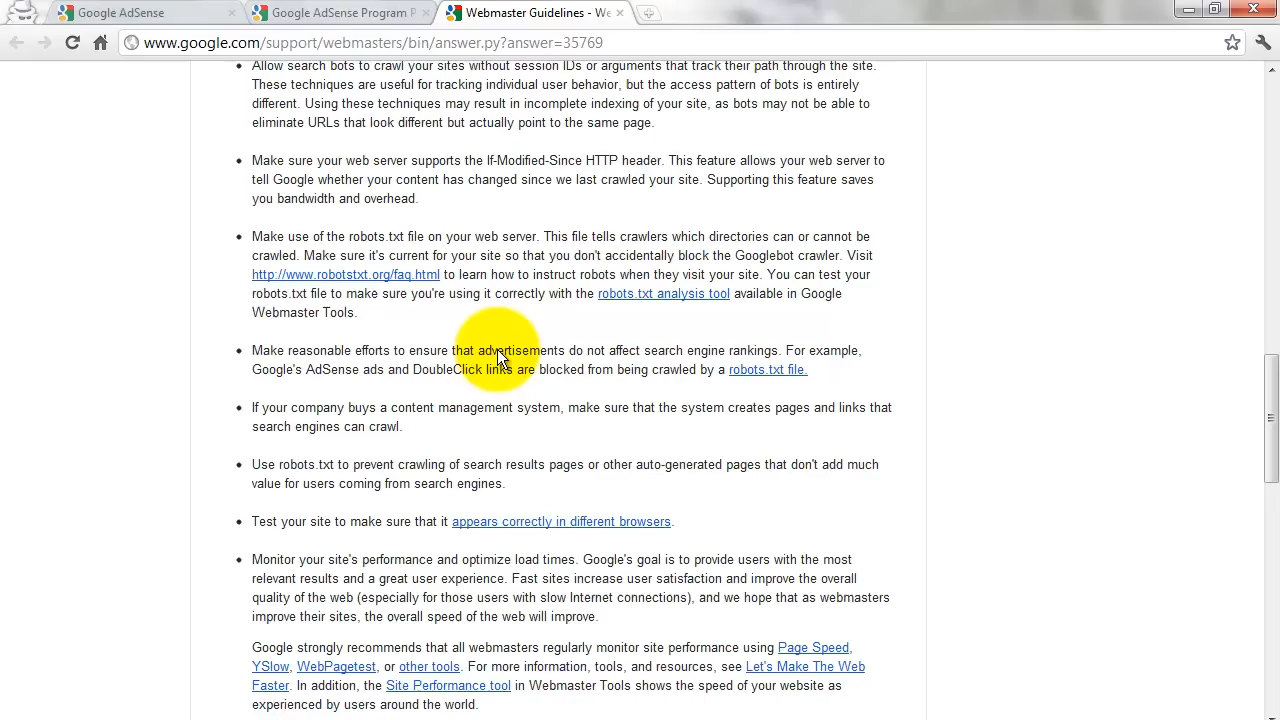 Google AdSense
Google AdSense Program P
Webmaster Guidelines - We
www.google.com/support/webmasters/bin/answer.py?answer=35769
Allow search bots to crawl your sites without session IDs or arguments that track their path through the site.
These techniques are useful for tracking individual user behavior, but the access pattern of bots is entirely
different. Using these techniques may result in incomplete indexing of your site, as bots may not be able to
eliminate URLs that look different but actually point to the same page.
Make sure your web server supports the If-Modified-Since HTTP header. This feature allows your web server to
tell Google whether your content has changed since we last crawled your site. Supporting this feature saves
you bandwidth and overhead.
Make use of the robots.txt file on your web server. This file tells crawlers which directories can or cannot be
crawled. Make sure it's current for your site so that you don't accidentally block the Googlebot crawler. Visit
http://www.robotstxt.org/faq.html to learn how to instruct robots when they visit your site. You can test your
robots.txt file to make sure you're using it correctly with the robots.txt analysis tool available in Google
Webmaster Tools.
Make reasonable efforts to ensure that advertisements do not affect search engine rankings. For example,
Google's AdSense ads and DoubleClick links are blocked from being crawled by a robots.txt file.
If your company buys a content management system, make sure that the system creates pages and links that
search engines can crawl.
Use robots.txt to prevent crawling of search results pages or other auto-generated pages that don't add much
value for users coming from search engines.
Test your site to make sure that it appears correctly in different browsers.
Monitor your site's performance and optimize load times. Google's goal is to provide users with the most
relevant results and a great user experience. Fast sites increase user satisfaction and improve the overall
quality of the web (especially for those users with slow Internet connections), and we hope that as webmasters
improve their sites, the overall speed of the web will improve.
Google strongly recommends that all webmasters regularly monitor site performance using Page Speed,
YSlow, WebPagetest, or other tools. For more information, tools, and resources, see Let's Make The Web
Faster. In addition, the Site Performance tool in Webmaster Tools shows the speed of your website as
experienced by users around the world.